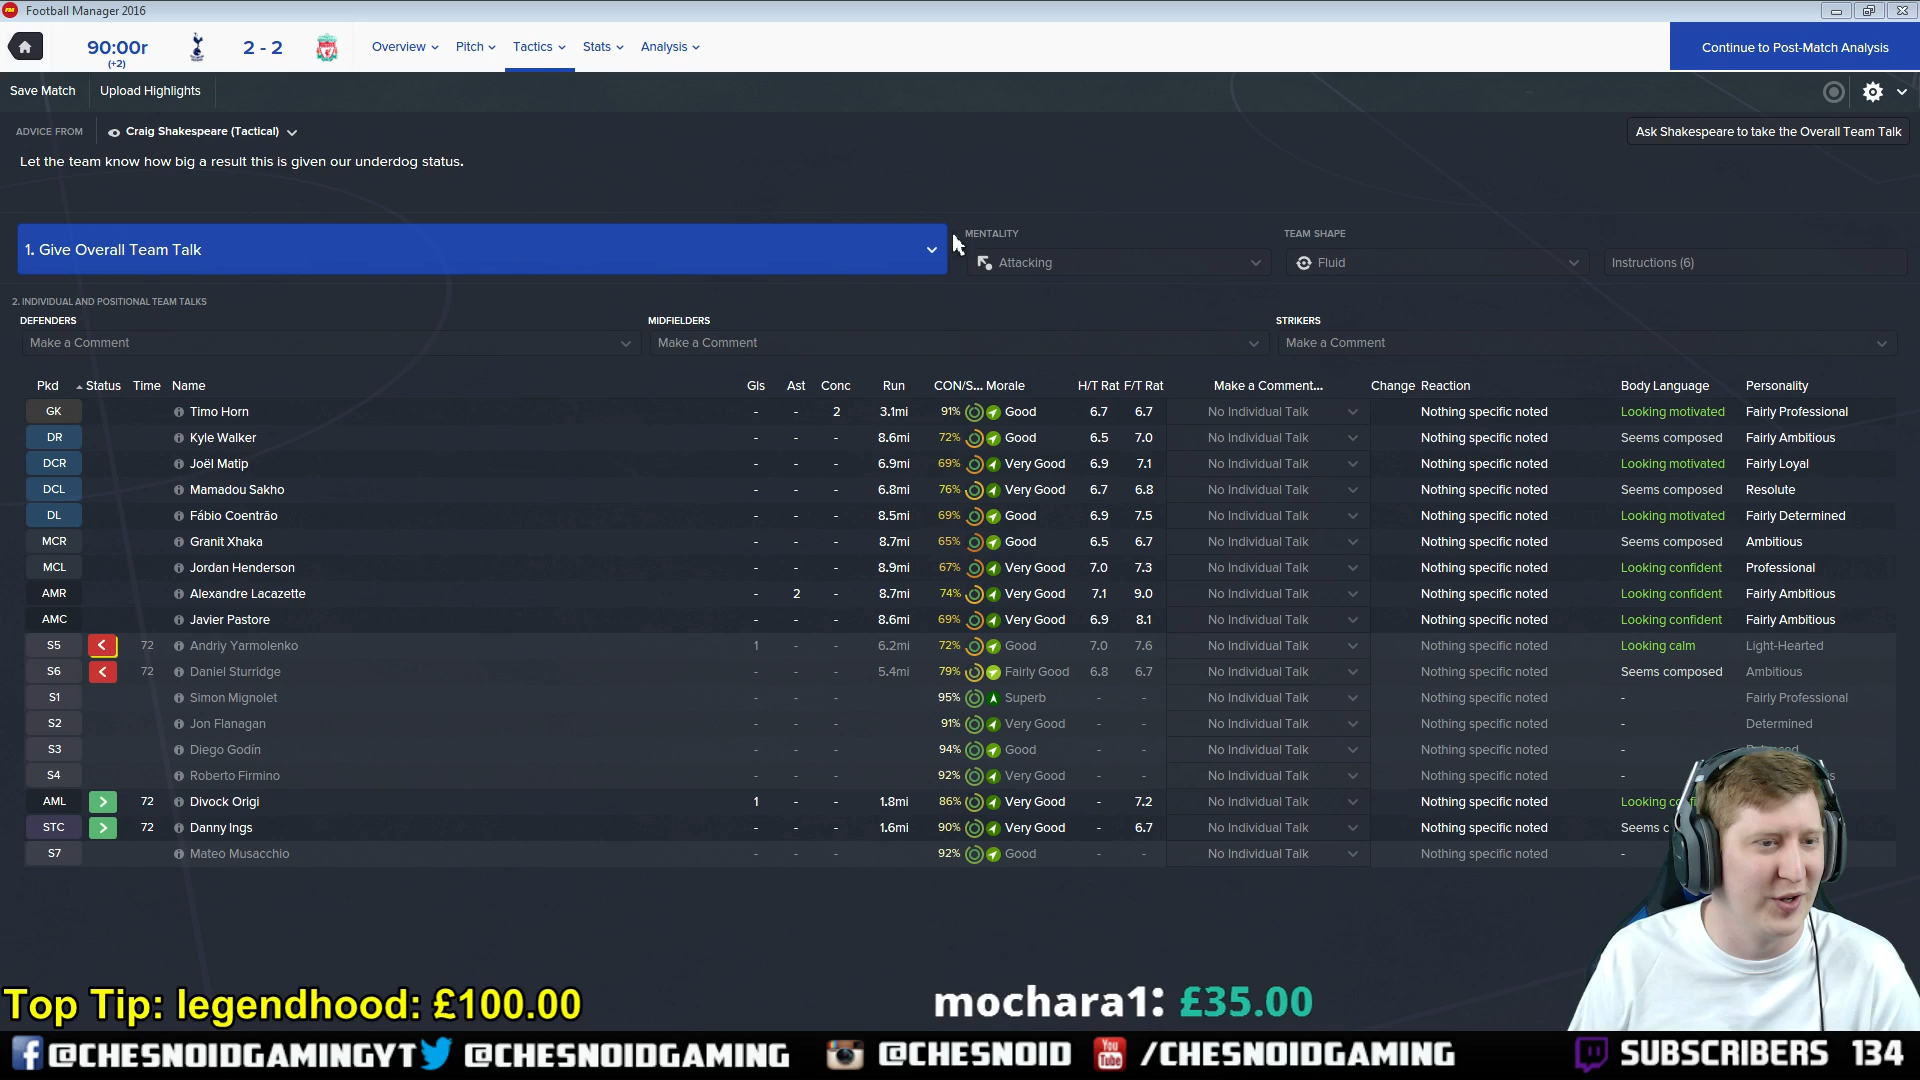 Football Manager 2016
90:00r
(+2)
2 - 2
Overview
Pitch
Tactics
Stats
Analysis
Continue to Post-Match Analysis
Save Match
Upload Highlights
ADVICE FROM
Craig Shakespeare (Tactical)
Ask Shakespeare to take the Overall Team Talk
Let the team know how big a result this is given our underdog status.
1. Give Overall Team Talk
MENTALITY
Attacking
TEAM SHAPE
Fluid
Instructions (6)
2. INDIVIDUAL AND POSITIONAL TEAM TALKS
DEFENDERS
Make a Comment
MIDFIELDERS
Make a Comment
STRIKERS
Make a Comment
Pkd Status Time Name Gls Ast Conc Run CON/S... Morale H/T Rat F/T Rat Make a Comment... Change Reaction Body Language Personality
GK Timo Horn - - 2 3.1mi 91% Good 6.7 6.7 No Individual Talk Nothing specific noted Looking motivated Fairly Professional
DR Kyle Walker - - - 8.6mi 72% Good 6.5 7.0 No Individual Talk Nothing specific noted Seems composed Fairly Ambitious
DCR Joël Matip - - - 6.9mi 69% Very Good 6.9 7.1 No Individual Talk Nothing specific noted Looking motivated Fairly Loyal
DCL Mamadou Sakho - - - 6.8mi 76% Very Good 6.7 6.8 No Individual Talk Nothing specific noted Seems composed Resolute
DL Fábio Coentrão - - - 8.5mi 69% Good 6.9 7.5 No Individual Talk Nothing specific noted Looking motivated Fairly Determined
MCR Granit Xhaka - - - 8.7mi 65% Good 6.5 6.7 No Individual Talk Nothing specific noted Seems composed Ambitious
MCL Jordan Henderson - - - 8.9mi 67% Very Good 7.0 7.3 No Individual Talk Nothing specific noted Looking confident Professional
AMR Alexandre Lacazette - 2 - 8.7mi 74% Very Good 7.1 9.0 No Individual Talk Nothing specific noted Looking confident Fairly Ambitious
AMC Javier Pastore - - - 8.6mi 69% Very Good 6.9 8.1 No Individual Talk Nothing specific noted Looking confident Fairly Ambitious
S5 72 Andriy Yarmolenko 1 - - 6.2mi 72% Good 7.0 7.6 No Individual Talk Nothing specific noted Looking calm Light-Hearted
S6 72 Daniel Sturridge - - - 5.4mi 79% Fairly Good 6.8 6.7 No Individual Talk Nothing specific noted Seems composed Ambitious
S1 Simon Mignolet - - - 95% Superb - - No Individual Talk Nothing specific noted - Fairly Professional
S2 Jon Flanagan - - - 91% Very Good - - No Individual Talk Nothing specific noted - Determined
S3 Diego Godín - - - 94% Good - - No Individual Talk Nothing specific noted -
S4 Roberto Firmino - - - 92% Very Good - - No Individual Talk Nothing specific noted -
AML 72 Divock Origi 1 - - 1.8mi 86% Very Good - 7.2 No Individual Talk Nothing specific noted Looking
STC 72 Danny Ings - - - 1.6mi 90% Very Good - 6.7 No Individual Talk Nothing specific noted Seems
S7 Mateo Musacchio - - - 92% Good - - No Individual Talk Nothing specific noted -
Top Tip: legendhood: £100.00
mochara1: £35.00
@CHESNOIDGAMINGYT @CHESNOIDGAMING @CHESNOID You Tube /CHESNOIDGAMING SUBSCRIBERS 134